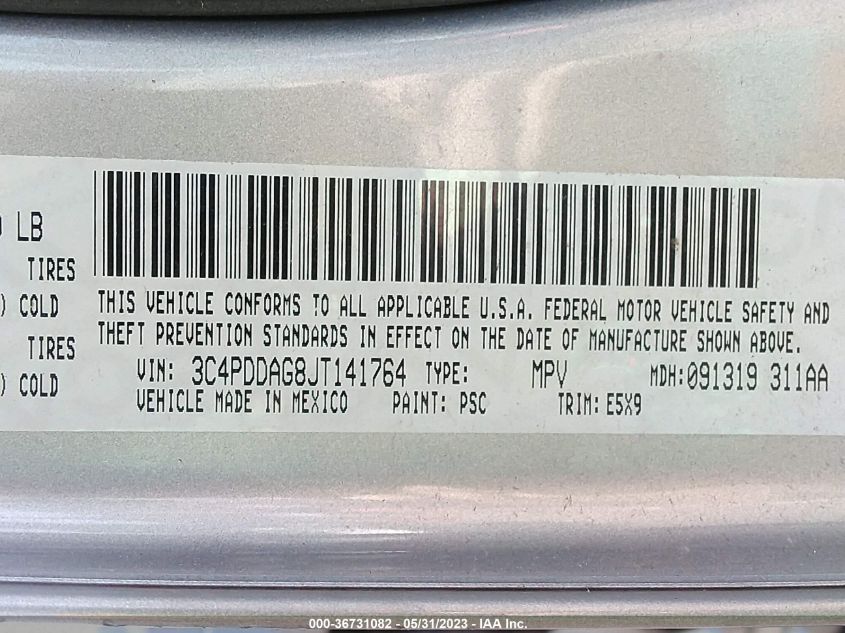 LB
TIRES
) COLD
TIRES
) COLD
THIS VEHICLE CONFORMS TO ALL APPLICABLE U.S.A. FEDERAL MOTOR VEHICLE SAFETY AND
THEFT PREVENTION STANDARDS IN EFFECT ON THE DATE OF MANUFACTURE SHOWN ABOVE.
VIN: 3C4PDDAG8JT141764 TYPE: MPV MDH:091319 311AA
VEHICLE MADE IN MEXICO PAINT: PSC TRIM: E5X9
000-36731082 - 05/31/2023 - IAA Inc.